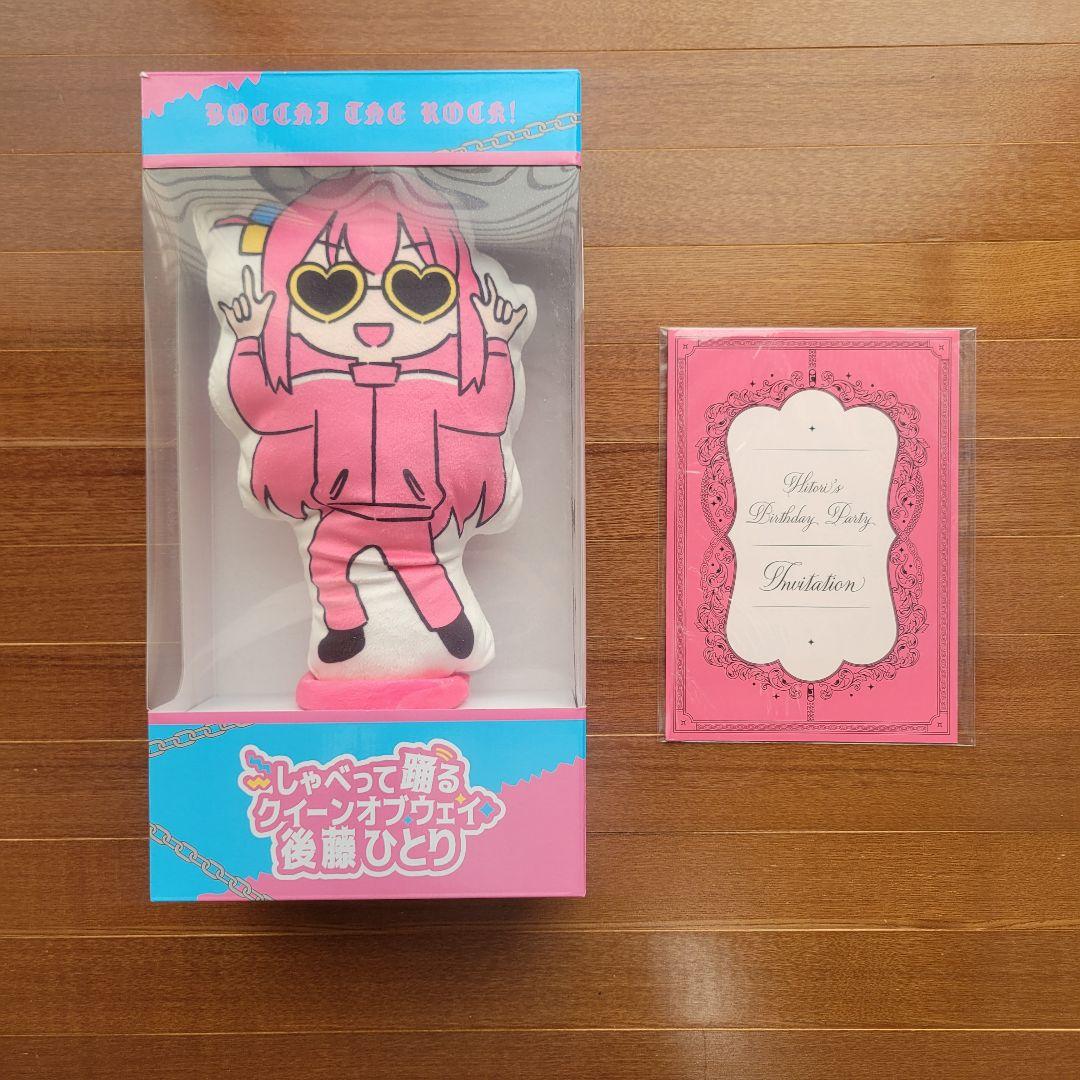 BOCCHI THE ROCK!
しゃべって踊る
クイーンオブウェイ
後藤ひとり
Hitori's
Birthday Party
Invitation